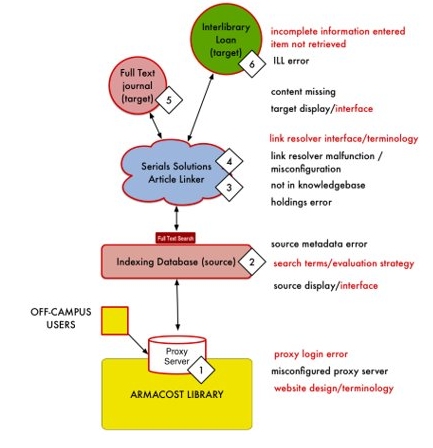 Interlibrary
Loan
(target)
6
incomplete information entered
item not retrieved
ILL error
Full Text
journal
(target)
5
content missing
target display/interface
Serials Solutions
Article Linker
4
3
link resolver interface/terminology
link resolver malfunction /
misconfiguration
not in knowledgebase
holdings error
Full Text Search
Indexing Database (source)
2
source metadata error
search terms/evaluation strategy
source display/interface
OFF-CAMPUS
USERS
Proxy
Server
1
proxy login error
misconfigured proxy server
website design/terminology
ARMACOST LIBRARY